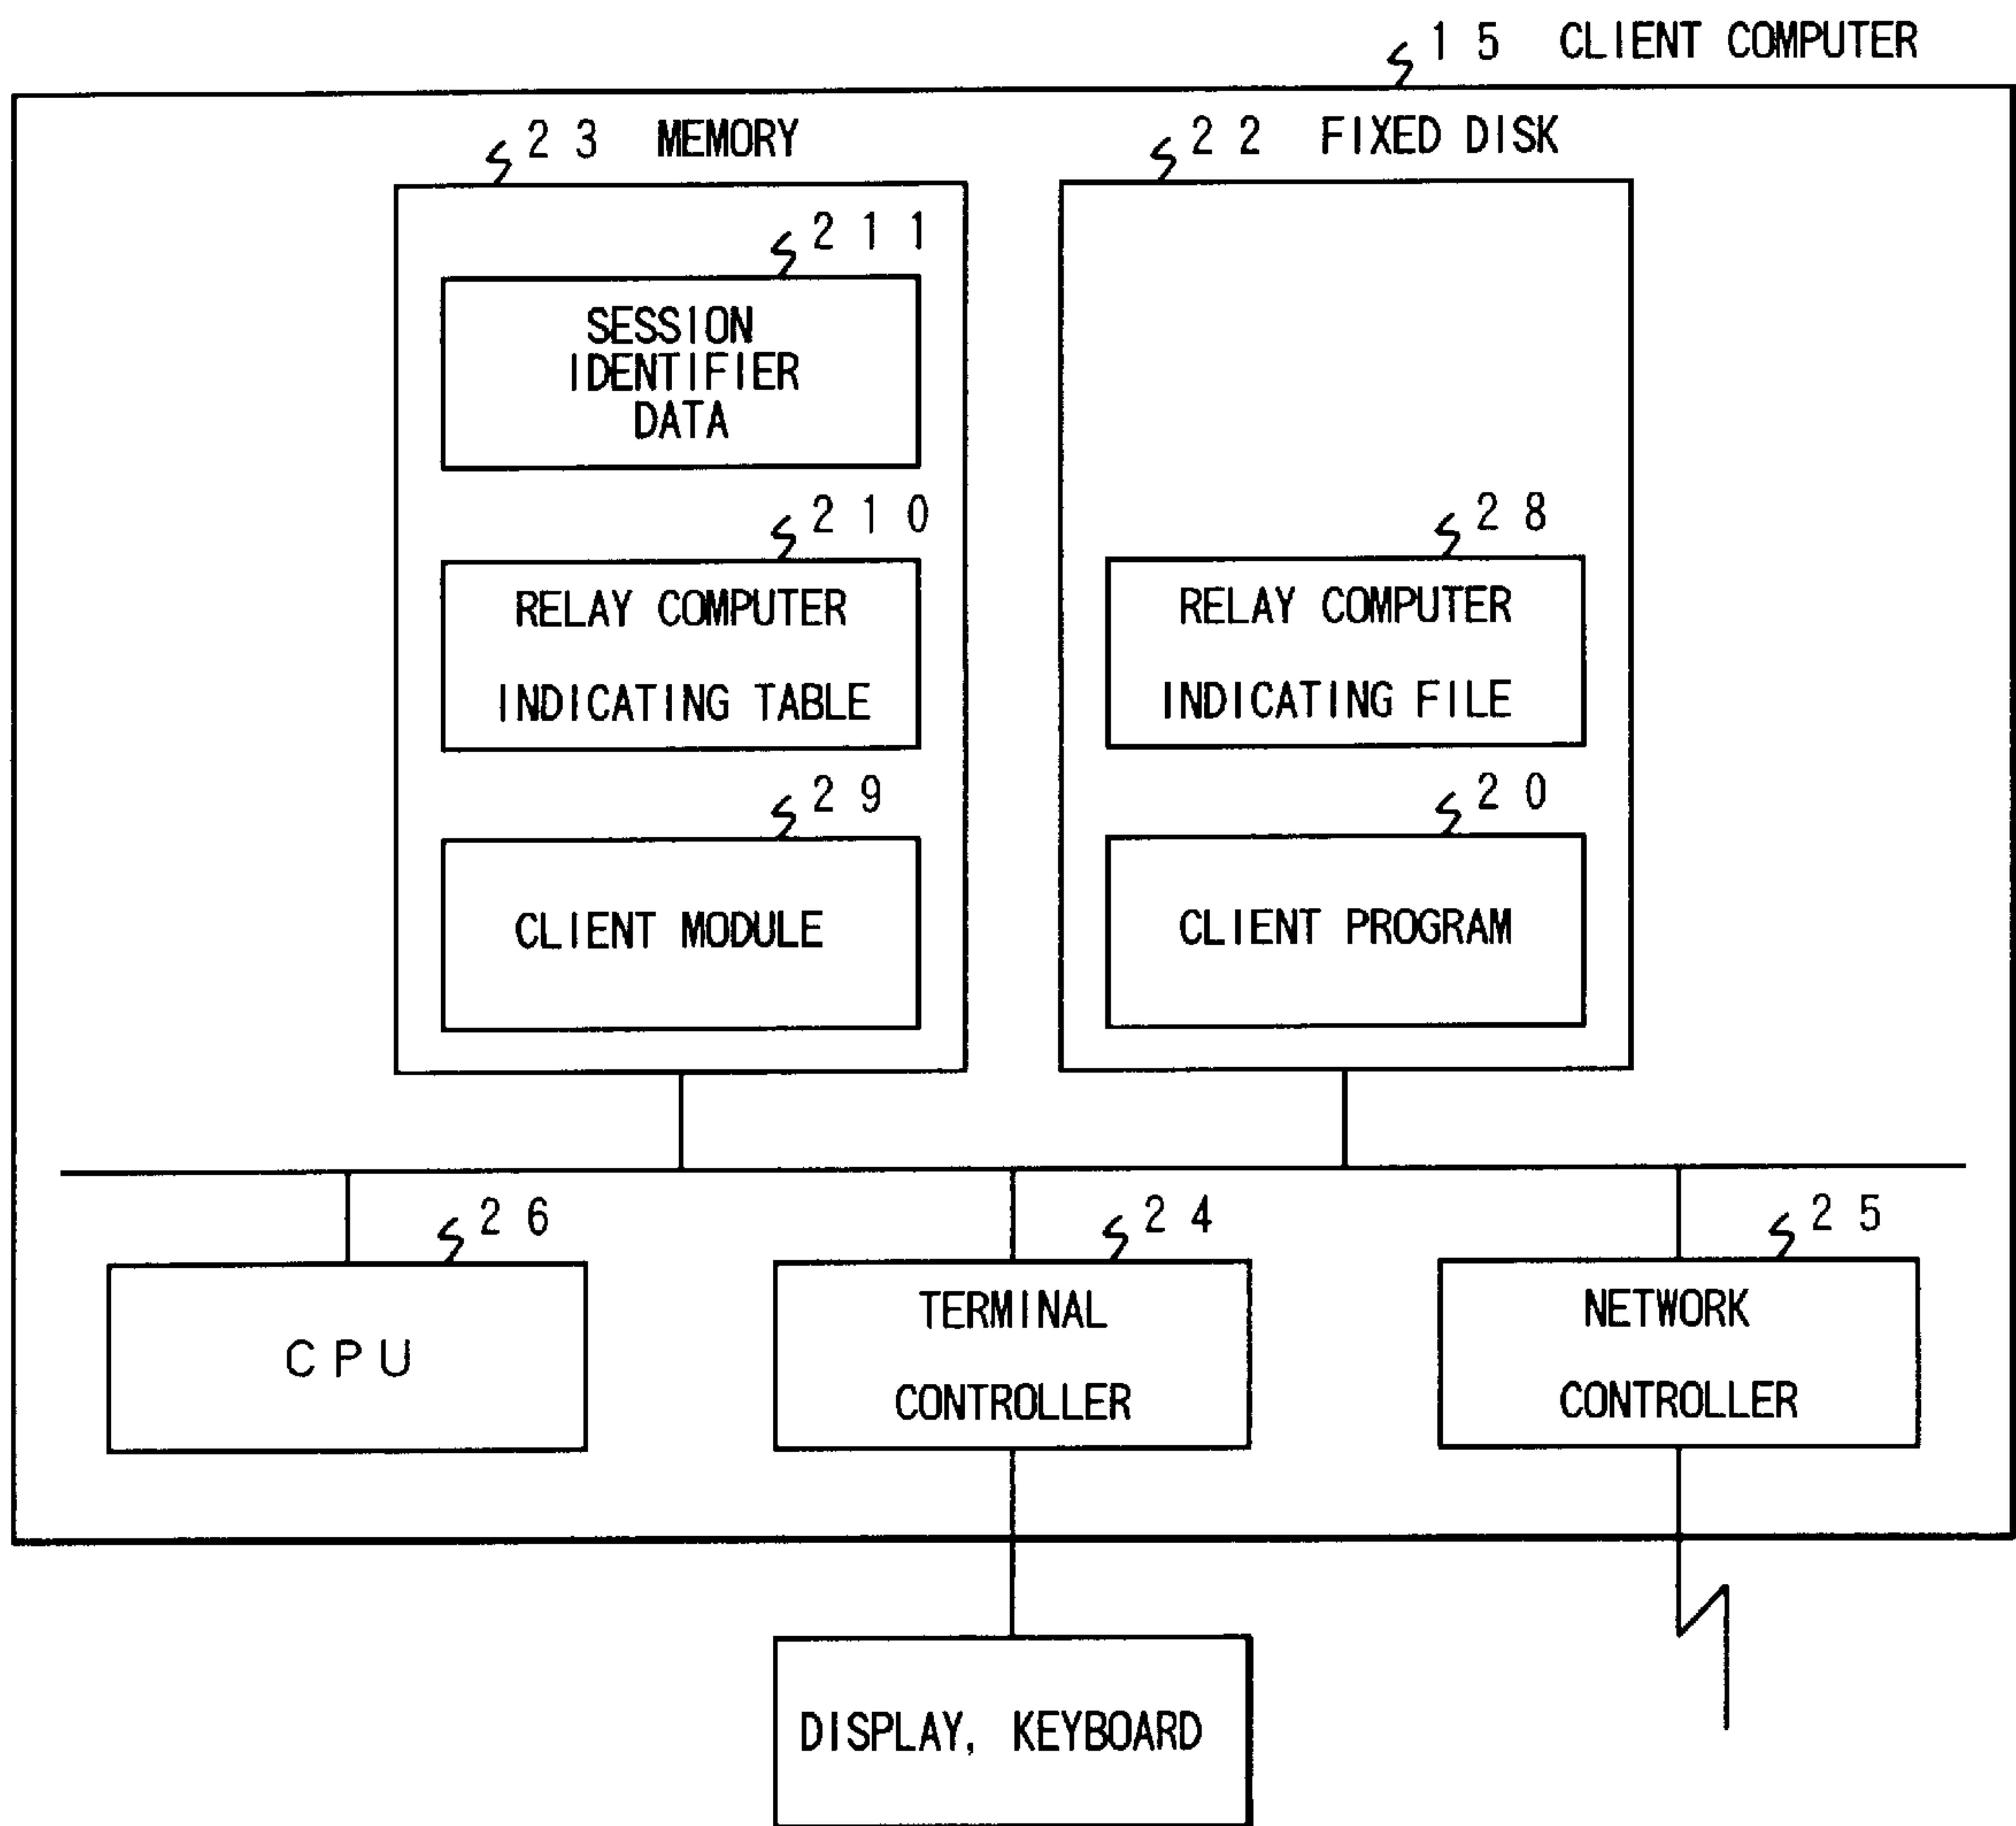 15 CLIENT COMPUTER
23 MEMORY
22 FIXED DISK
211
SESSION
IDENTIFIER
DATA
210
RELAY COMPUTER
INDICATING TABLE
28
RELAY COMPUTER
INDICATING FILE
29
CLIENT MODULE
20
CLIENT PROGRAM
26
CPU
24
TERMINAL
CONTROLLER
25
NETWORK
CONTROLLER
DISPLAY, KEYBOARD